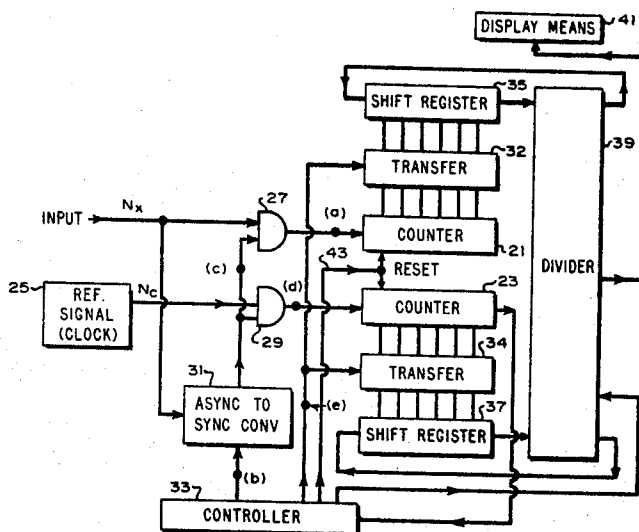 DISPLAY MEANS
41
35
SHIFT REGISTER
32
39
TRANSFER
27
INPUT
Nx
(a)
COUNTER
21
43
RESET
(c)
DIVIDER
25
REF.
SIGNAL
(CLOCK)
Nc
(d)
23
COUNTER
29
34
31
TRANSFER
ASYNC TO
SYNC CONV
(e)
37
SHIFT REGISTER
(b)
33
CONTROLLER